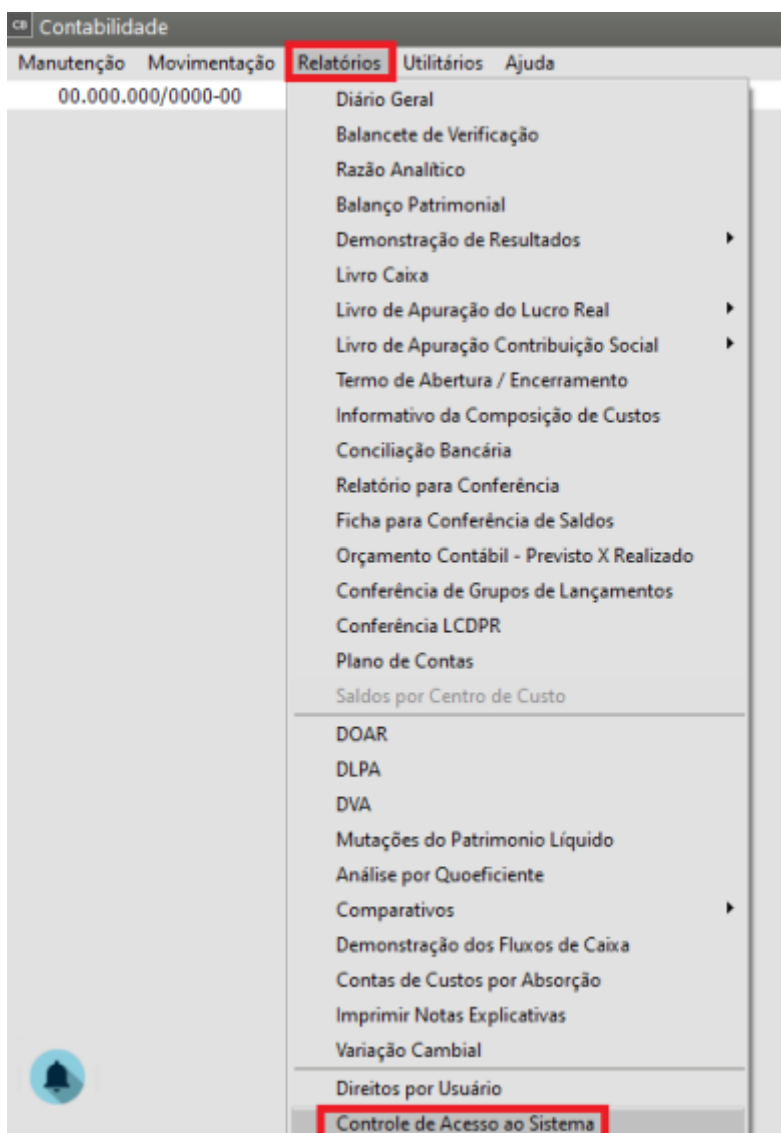 CB Contabilidade
Manutenção Movimentação Relatórios Utilitários Ajuda
00.000.000/0000-00
Diário Geral
Balancete de Verificação
Razão Analítico
Balanço Patrimonial
Demonstração de Resultados
Livro Caixa
Livro de Apuração do Lucro Real
Livro de Apuração Contribuição Social
Termo de Abertura / Encerramento
Informativo da Composição de Custos
Conciliação Bancária
Relatório para Conferência
Ficha para Conferência de Saldos
Orçamento Contábil - Previsto X Realizado
Conferência de Grupos de Lançamentos
Conferência LCDPR
Plano de Contas
Saldos por Centro de Custo
DOAR
DLPA
DVA
Mutações do Patrimonio Líquido
Análise por Quoeficiente
Comparativos
Demonstração dos Fluxos de Caixa
Contas de Custos por Absorção
Imprimir Notas Explicativas
Variação Cambial
Direitos por Usuário
Controle de Acesso ao Sistema